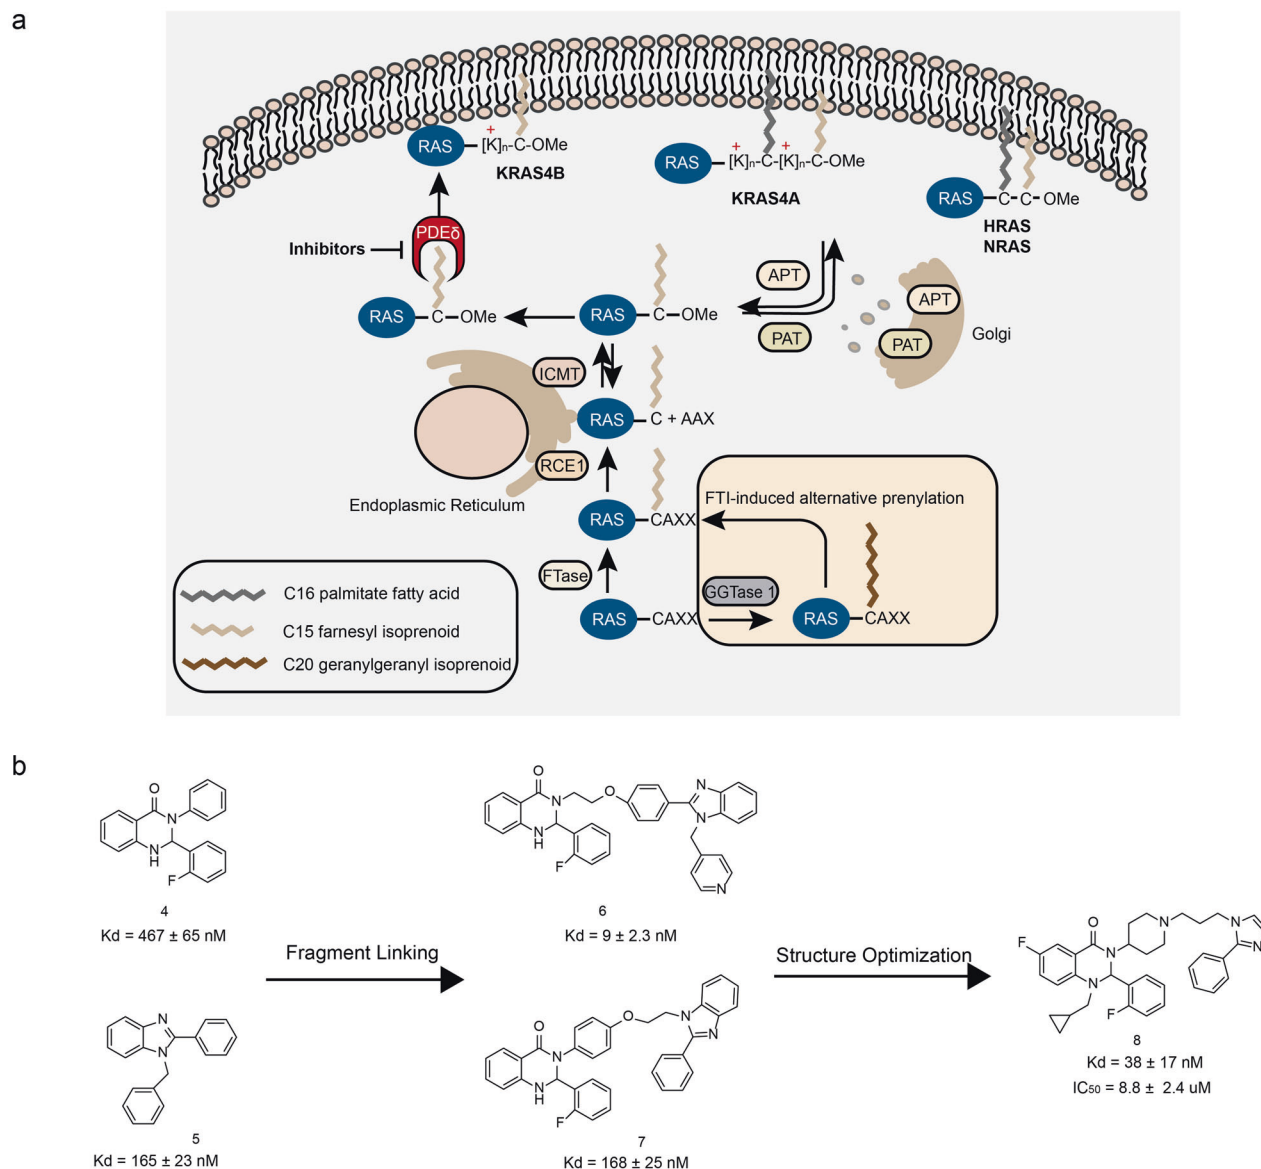 a
RAS
+
[K]n-C-OMe
KRAS4B
RAS
+
+
[K]n-C-[K]n-C-OMe
KRAS4A
RAS
C-C-OMe
HRAS
NRAS
Inhibitors
PDEδ
RAS
C-OMe
RAS
C-OMe
APT
PAT
APT
PAT
Golgi
ICMT
RAS
C + AAX
RCE1
Endoplasmic Reticulum
RAS
CAXX
FTI-induced alternative prenylation
FTase
RAS
CAXX
GGTase 1
RAS
CAXX
C16 palmitate fatty acid
C15 farnesyl isoprenoid
C20 geranylgeranyl isoprenoid
b
O
N
N
H
F
4
Kd = 467 ± 65 nM
N
N
5
Kd = 165 ± 23 nM
Fragment Linking
O
N
O
N
H
F
N
N
N
6
Kd = 9 ± 2.3 nM
O
N
O
N
H
F
N
N
7
Kd = 168 ± 25 nM
Structure Optimization
F
O
N
N
N
N
N
F
8
Kd = 38 ± 17 nM
IC50 = 8.8 ± 2.4 uM